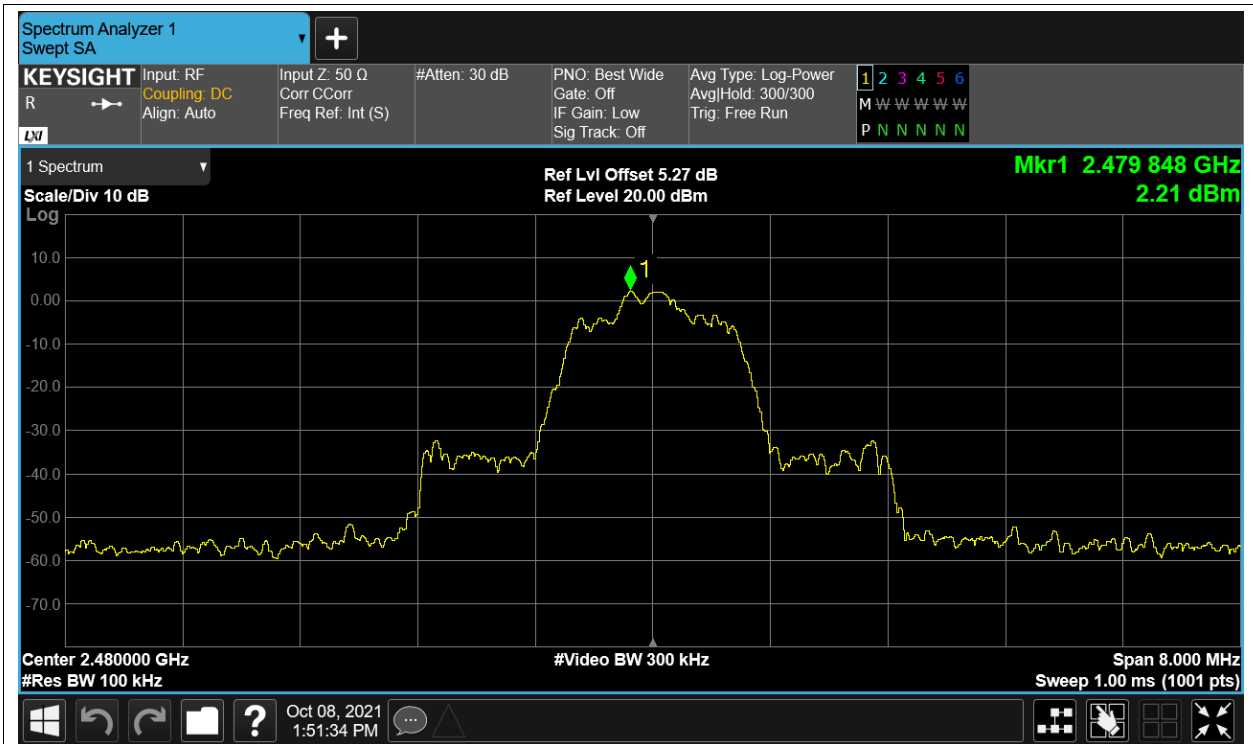 Spectrum Analyzer 1
Swept SA
+
KEYSIGHT
R
LXI
Input: RF
Coupling: DC
Align: Auto
Input Z: 50 Ω
Corr CCorr
Freq Ref: Int (S)
#Atten: 30 dB
PNO: Best Wide
Gate: Off
IF Gain: Low
Sig Track: Off
Avg Type: Log-Power
Avg|Hold: 300/300
Trig: Free Run
1 2 3 4 5 6
M W W W W W
P N N N N N
1 Spectrum
Scale/Div 10 dB
Ref Lvl Offset 5.27 dB
Ref Level 20.00 dBm
Mkr1 2.479 848 GHz
2.21 dBm
Log
1
10.0
0.00
-10.0
-20.0
-30.0
-40.0
-50.0
-60.0
-70.0
Center 2.480000 GHz
#Video BW 300 kHz
Span 8.000 MHz
#Res BW 100 kHz
Sweep 1.00 ms (1001 pts)
?
Oct 08, 2021
1:51:34 PM